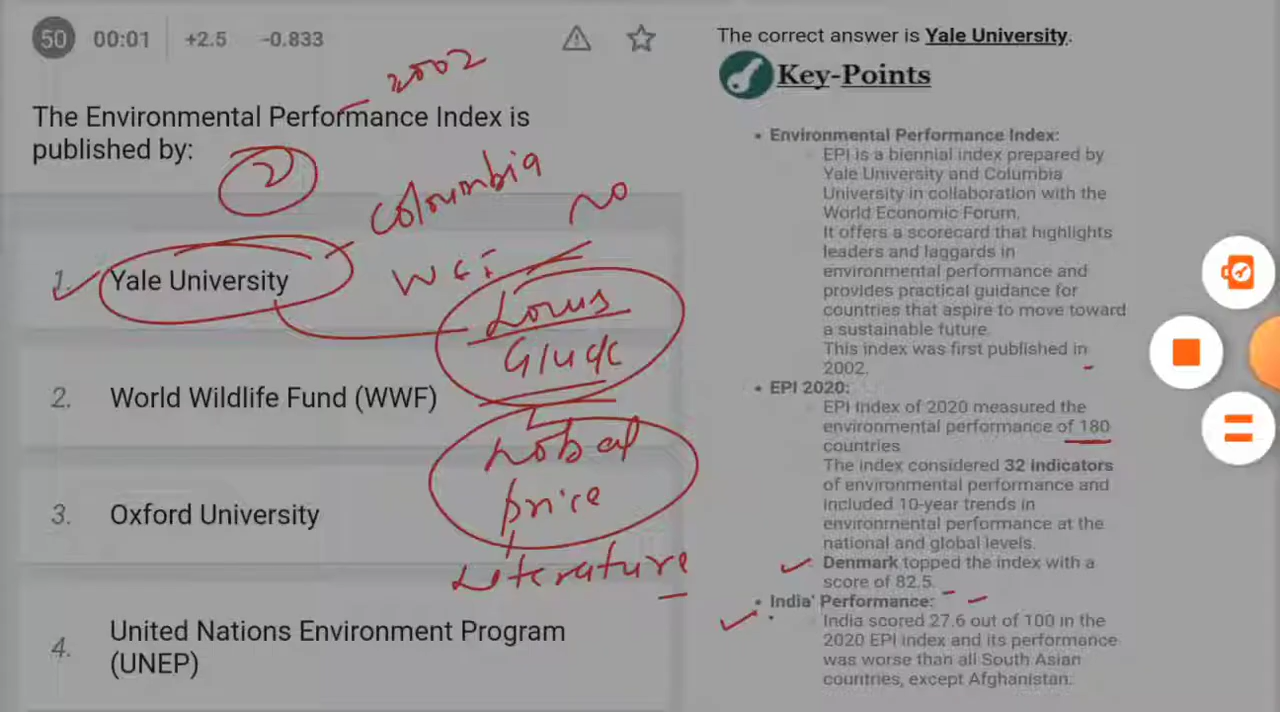 50 00:01 +2.5 -0.833
2002
The Environmental Performance Index is
published by:
2
Columbia
no
1. Yale University
Louis
Gluck
2. World Wildlife Fund (WWF)
Nobel
price
3. Oxford University
Literature
4. United Nations Environment Program
(UNEP)
The correct answer is Yale University.
Key-Points
• Environmental Performance Index:
EPI is a biennial index prepared by
Yale University and Columbia
University in collaboration with the
World Economic Forum.
It offers a scorecard that highlights
leaders and laggards in
environmental performance and
provides practical guidance for
countries that aspire to move toward
a sustainable future.
This index was first published in
2002.
• EPI 2020:
EPI Index of 2020 measured the
environmental performance of 180
countries
The index considered 32 indicators
of environmental performance and
included 10-year trends in
environmental performance at the
national and global levels.
Denmark topped the index with a
score of 82.5.
• India' Performance:
India scored 27.6 out of 100 in the
2020 EPI index and its performance
was worse than all South Asian
countries, except Afghanistan.